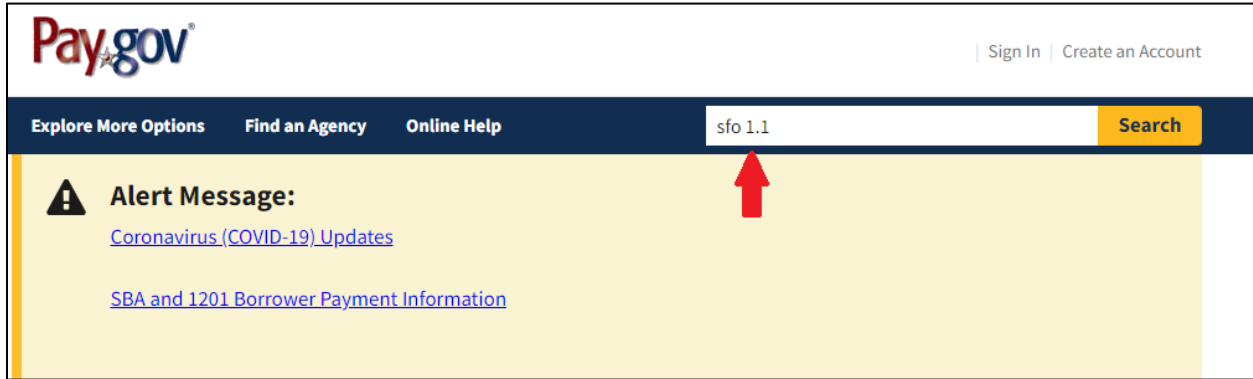 Pay.gov®
Sign In | Create an Account
Explore More Options Find an Agency Online Help sfo 1.1 Search
Alert Message:
Coronavirus (COVID-19) Updates
SBA and 1201 Borrower Payment Information